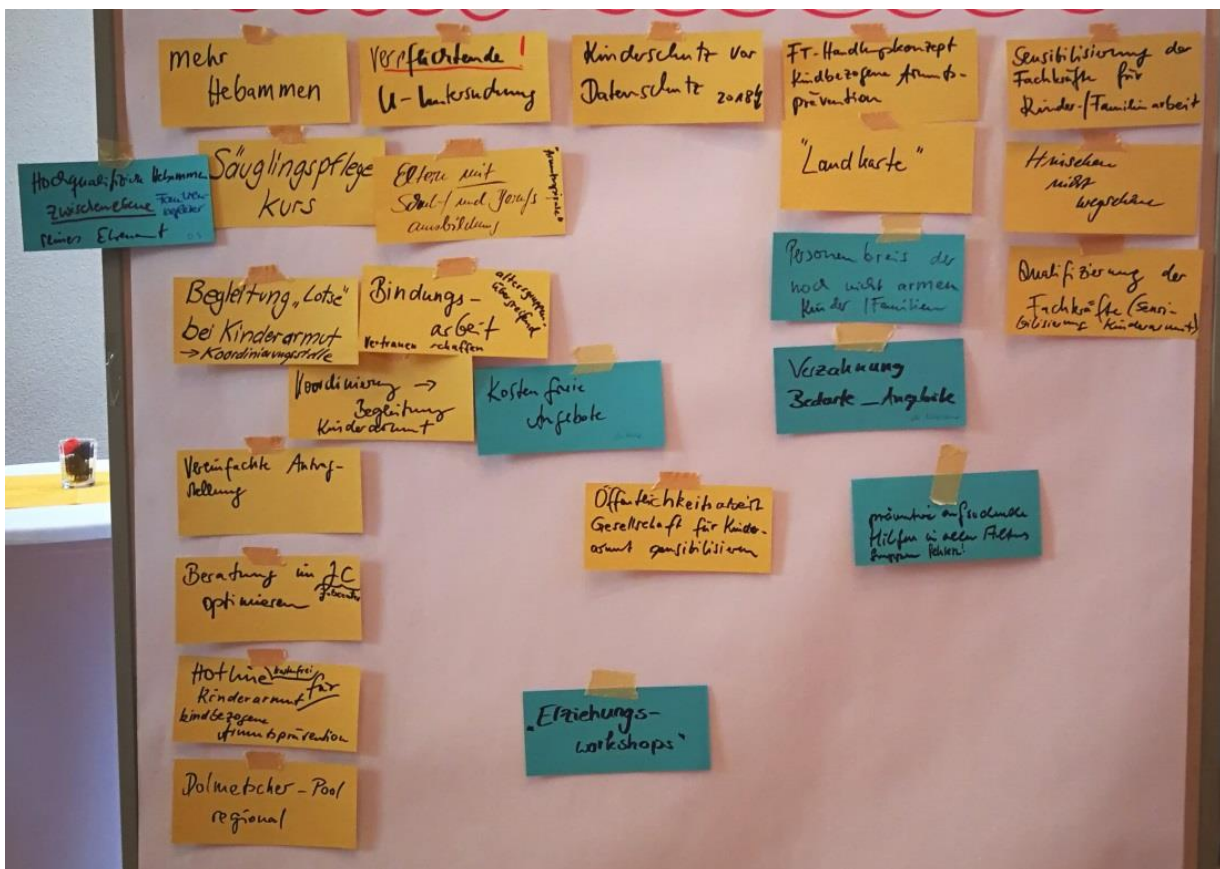 mehr
Hebammen
Verpflichtende !
U-Untersuchung
Kinderschutz vor
Datenschutz 2018
FT-Handlungskonzept
Kindbezogene Armuts-
prävention
Sensibilisierung der
Fachkräfte für
Kinder-/Familienarbeit
Hochqualifizierte Hebammen
zwischenebene Familien-
begleiter
reines Ehrenamt
Säuglingspflege
Kurs
Eltern mit
Schul- und Berufs-
ausbildung
"Landkarte"
Hinsehen
nicht
wegsehen
Personenkreis der
noch nicht armen
Kinder / Familien
Qualifizierung der
Fachkräfte (Sensi-
bilisierung Kinderarmut)
Begleitung „Lotse"
bei Kinderarmut
→ Koordinierungsstelle
Bindungs-
arbeit
Vertrauen schaffen
altersgruppen
übergreifend
Koordinierung →
Begleitung
Kinderarmut
Kostenfreie
Angebote
Verzahnung
Bedarfe _ Angebote
Vereinfachte Antrag-
stellung
Öffentlichkeitsarbeit
Gesellschaft für Kinder-
armut sensibilisieren
präventive aufsuchende
Hilfen in allen Alters
gruppen fehlen!
Beratung im JC
Jobcenter
optimieren
Hotline kostenfrei für
Kinderarmut
kindbezogene
Armutsprävention
„Erziehungs-
workshops"
Dolmetscher-Pool
regional